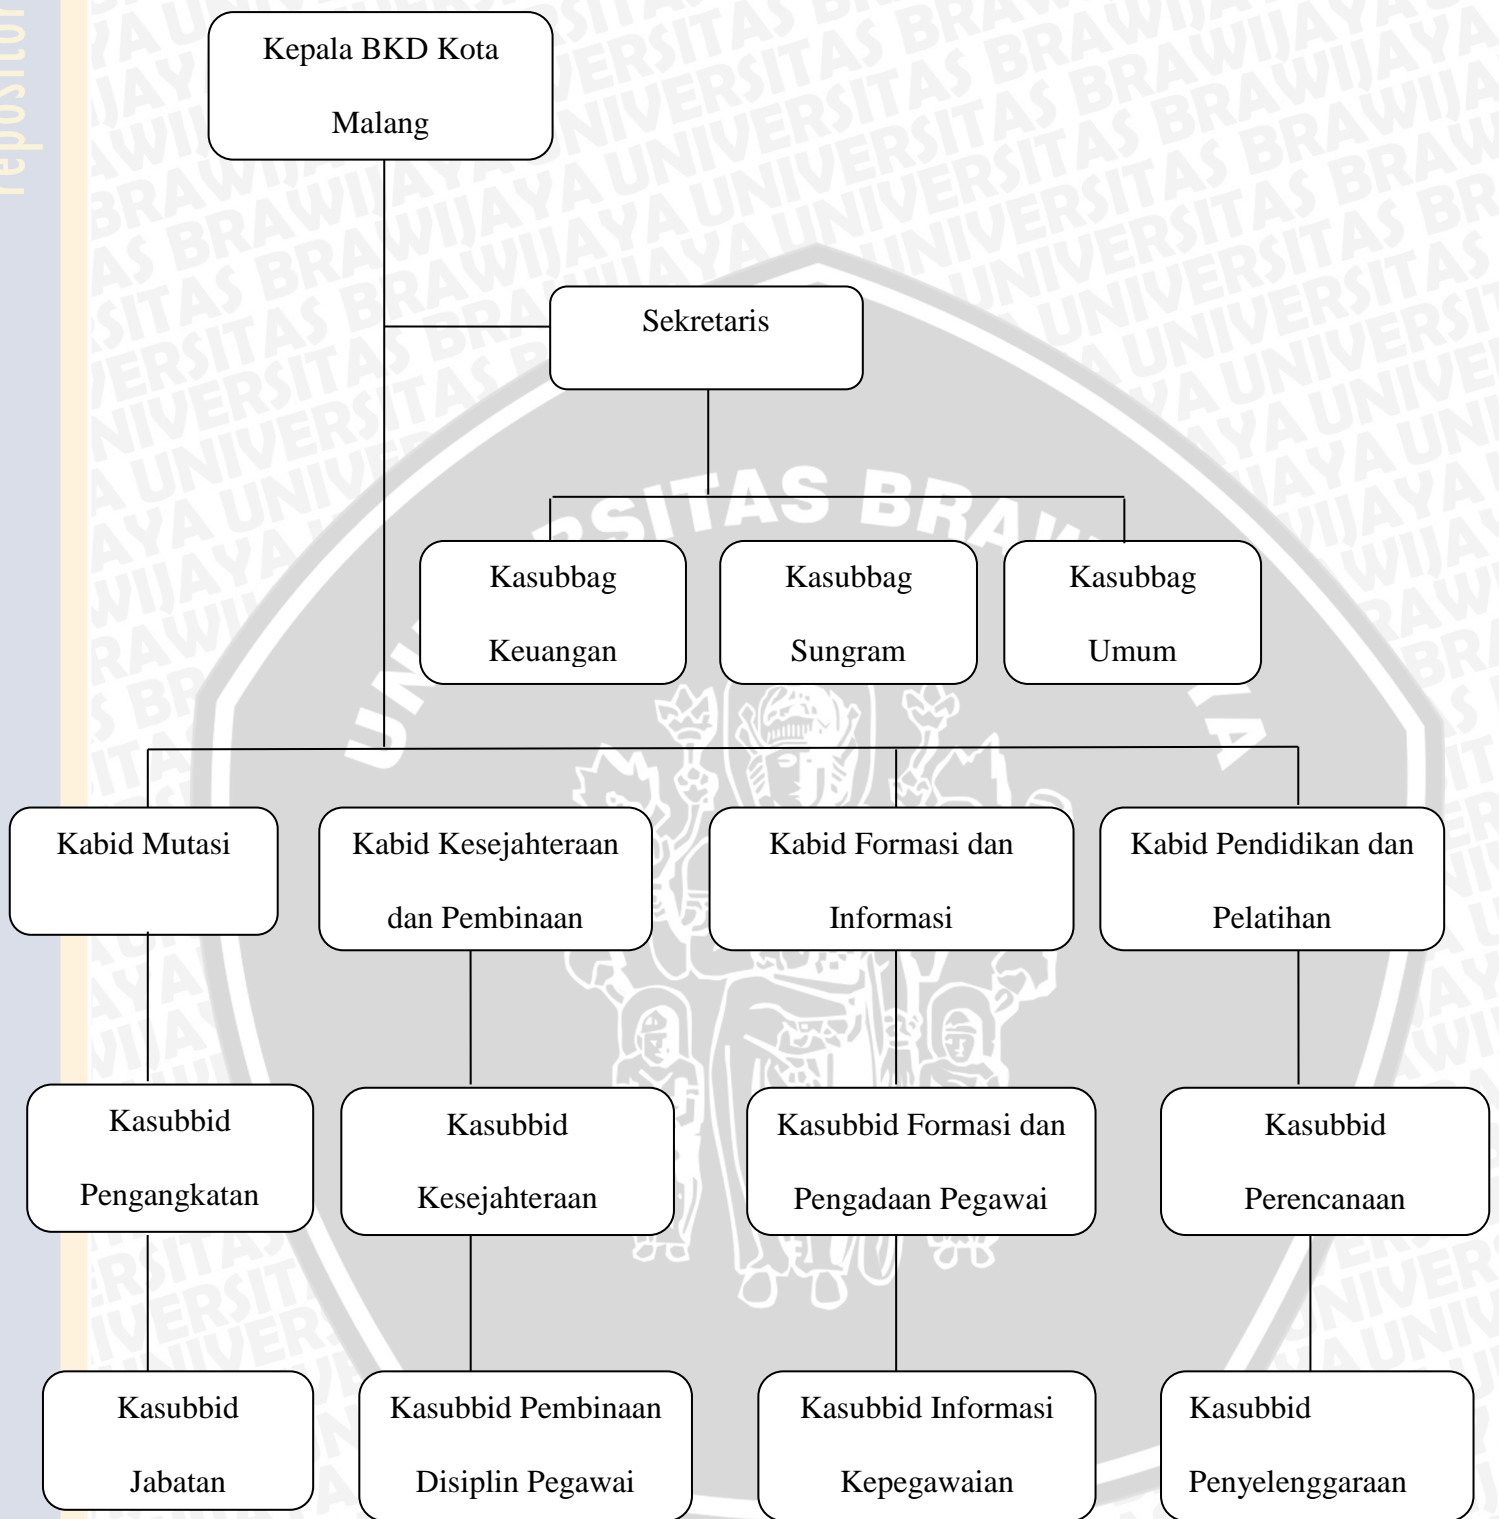 repositor
Kepala BKD Kota
Malang
Sekretaris
Kasubbag
Keuangan
Kasubbag
Sungram
Kasubbag
Umum
Kabid Mutasi
Kabid Kesejahteraan
dan Pembinaan
Kabid Formasi dan
Informasi
Kabid Pendidikan dan
Pelatihan
Kasubbid
Pengangkatan
Kasubbid
Kesejahteraan
Kasubbid Formasi dan
Pengadaan Pegawai
Kasubbid
Perencanaan
Kasubbid
Jabatan
Kasubbid Pembinaan
Disiplin Pegawai
Kasubbid Informasi
Kepegawaian
Kasubbid
Penyelenggaraan